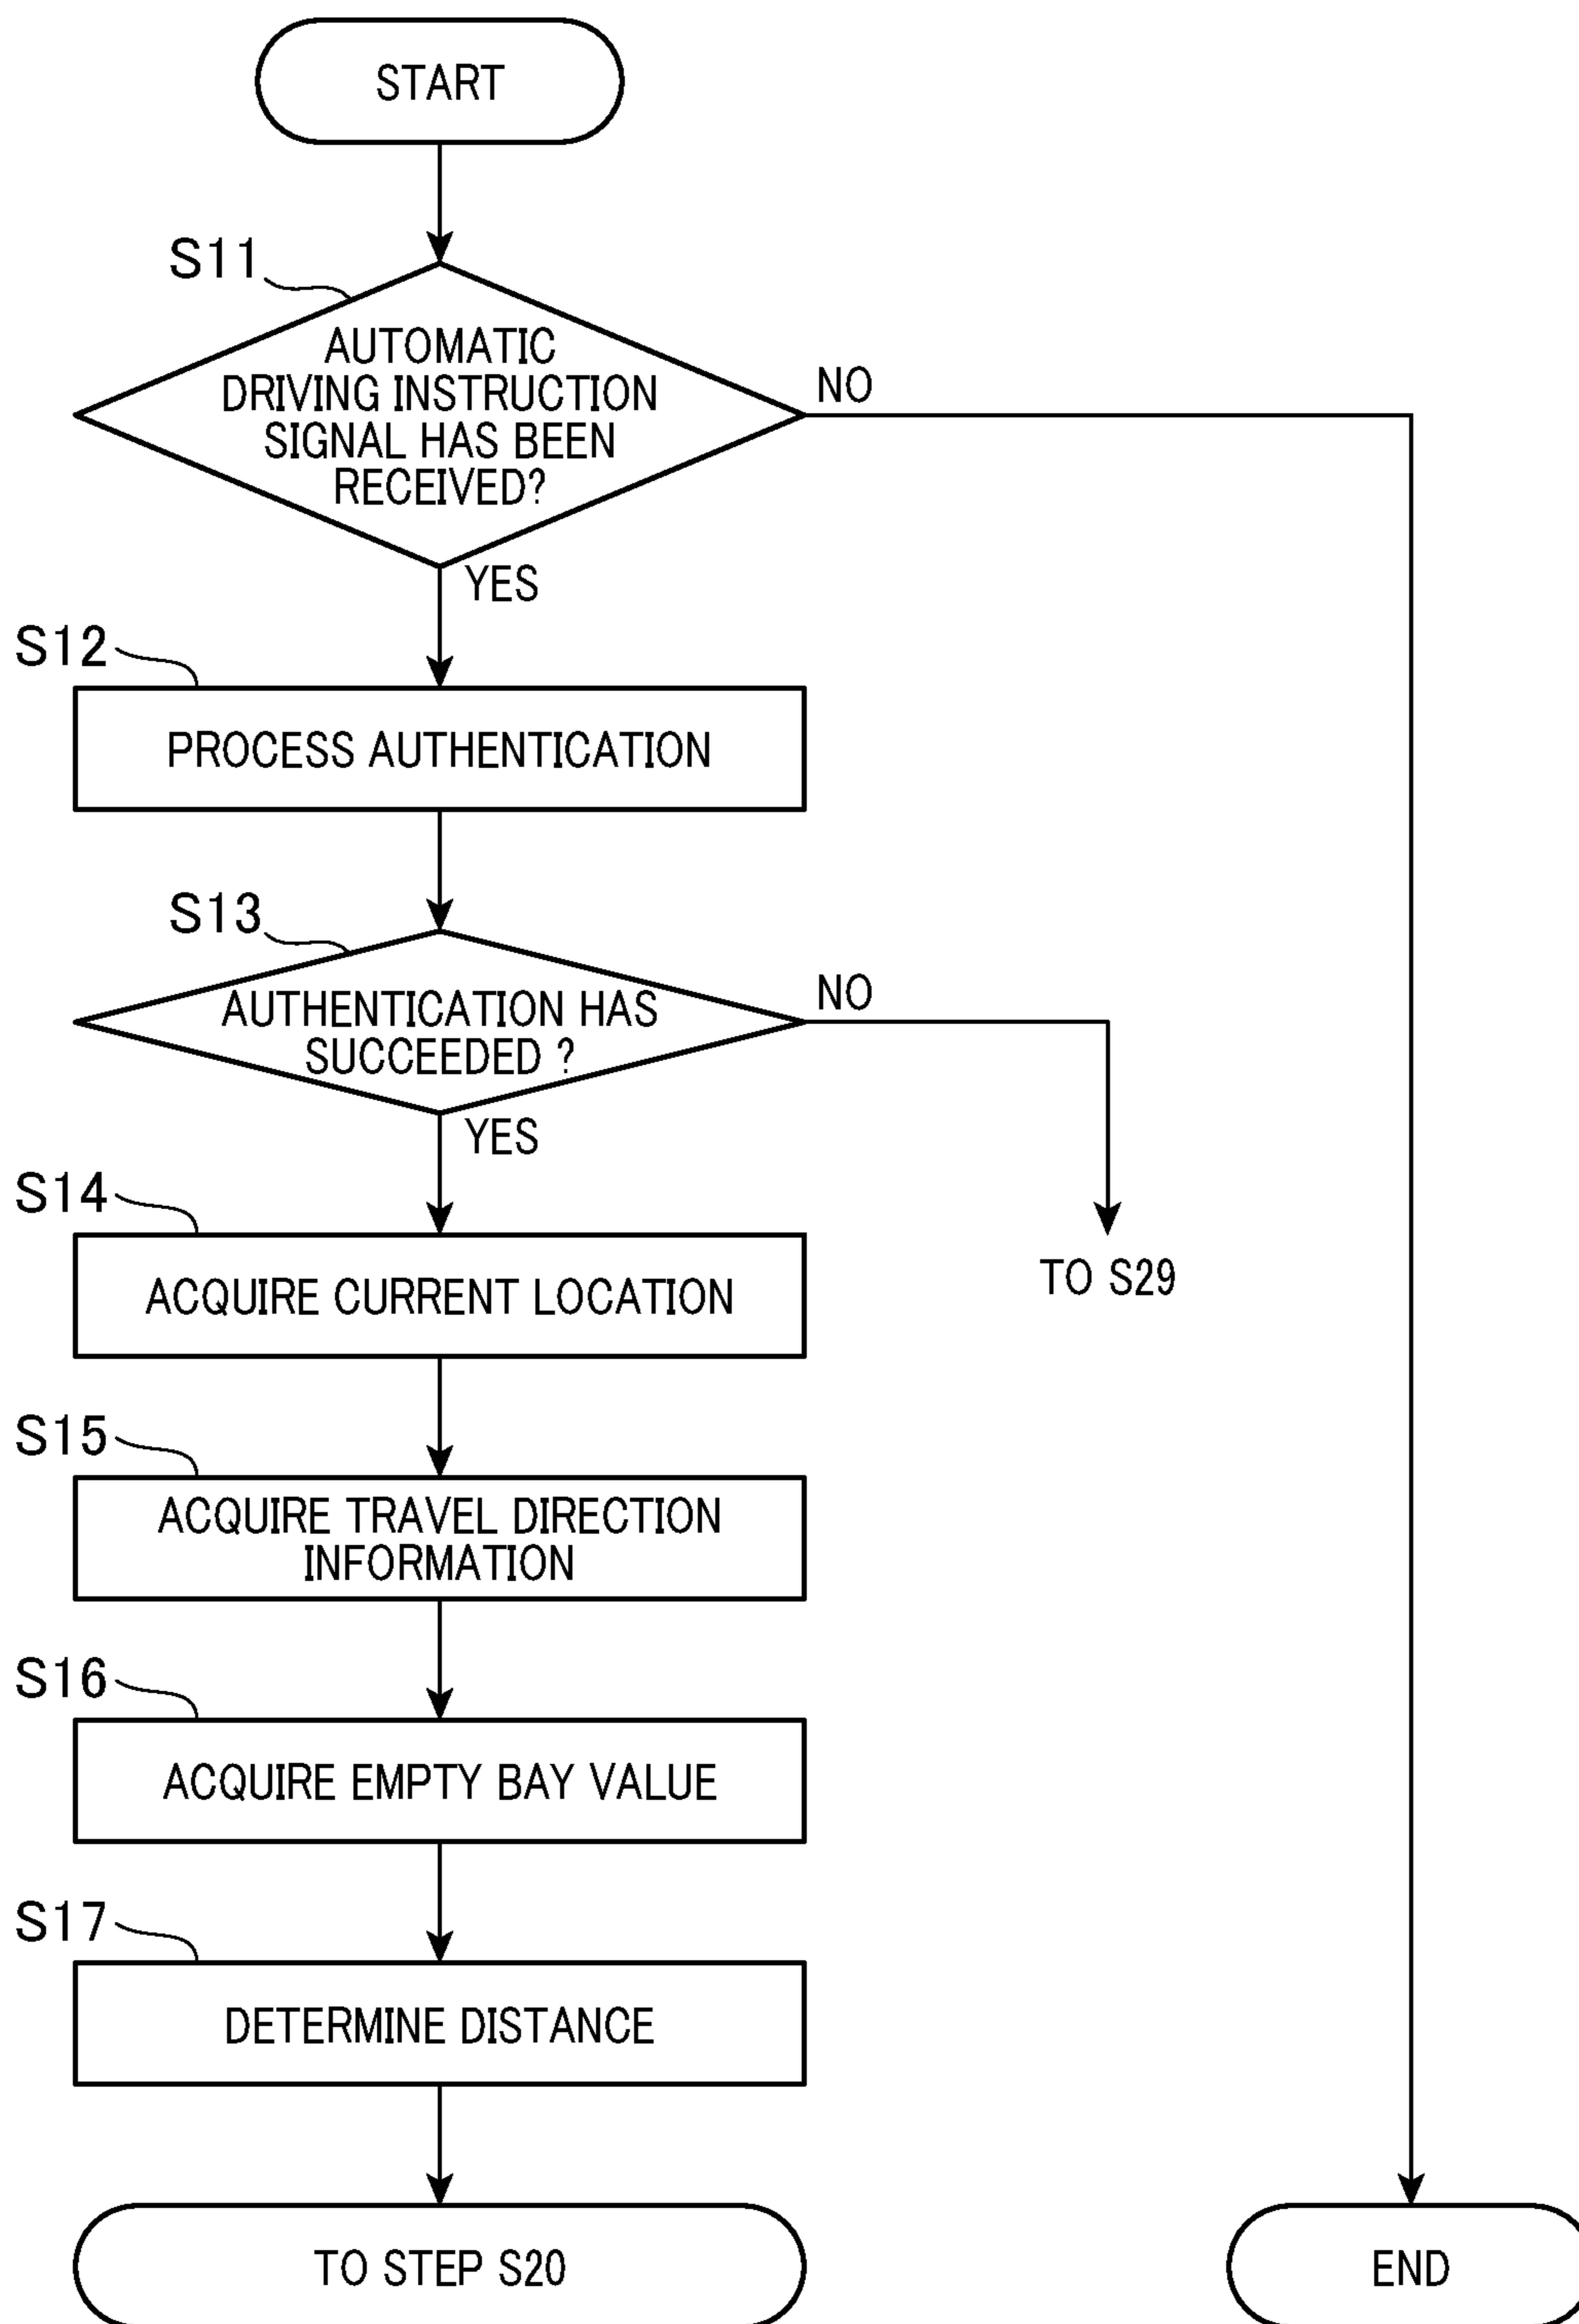 START
S11
AUTOMATIC
DRIVING INSTRUCTION
SIGNAL HAS BEEN
RECEIVED?
NO
YES
S12
PROCESS AUTHENTICATION
S13
AUTHENTICATION HAS
SUCCEEDED ?
NO
YES
S14
ACQUIRE CURRENT LOCATION
TO S29
S15
ACQUIRE TRAVEL DIRECTION
INFORMATION
S16
ACQUIRE EMPTY BAY VALUE
S17
DETERMINE DISTANCE
TO STEP S20
END